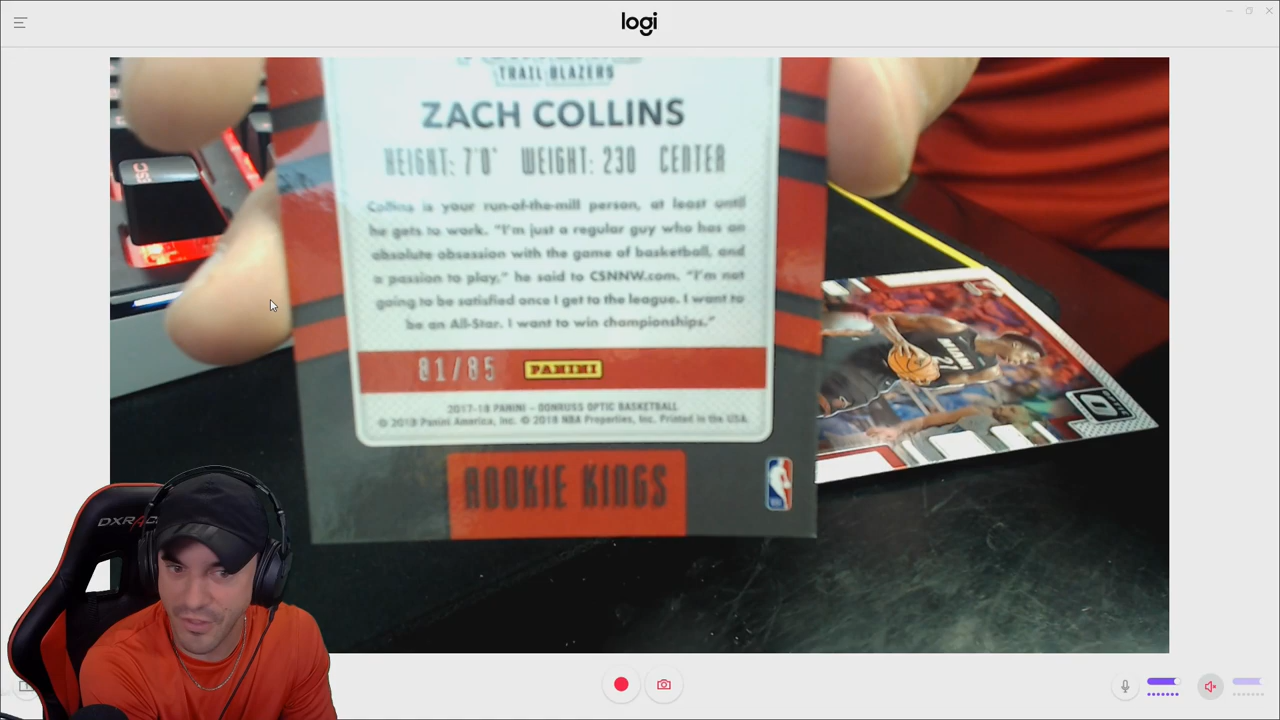 logi
TRAIL BLAZERS
ZACH COLLINS
HEIGHT: 7'0" WEIGHT: 230 CENTER
Collins is your run-of-the-mill person, at least until
he gets to work. "I'm just a regular guy who has an
absolute obsession with the game of basketball, and
a passion to play," he said to CSNNW.com. "I'm not
going to be satisfied once I get to the league. I want to
be an All-Star. I want to win championships."
81/85 PANINI
2017-18 PANINI – DONRUSS OPTIC BASKETBALL
© 2018 Panini America, Inc. © 2018 NBA Properties, Inc. Printed in the USA.
ROOKIE KINGS
ESC
MIAMI
DXRAC